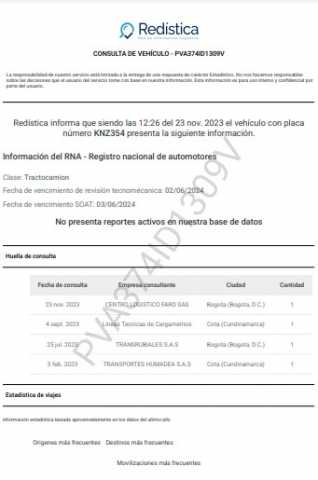 Redistica
CONSULTA DE VEHÍCULO - PVA374ID1309V
La responsabilidad de nuestro servicio está limitada a la entrega de una respuesta de carácter Estadístico. No nos hacemos responsables
sobre las decisiones que el usuario del servicio tome con base en nuestra información. Esta información es para uso interno y confidencial por
parte del usuario.
Redistica informa que siendo las 12:26 del 23 nov. 2023 el vehículo con placa
número KNZ354 presenta la siguiente información.
Información del RNA - Registro nacional de automotores
Clase: Tractocamion
Fecha de vencimiento de revisión tecnomecánica: 02/06/2024
Fecha de vencimiento SOAT: 03/06/2024
No presenta reportes activos en nuestra base de datos
Huella de consulta
Fecha de consulta Empresa consultante Ciudad Cantidad
23 nov. 2023 CENTRO LOGISTICO FARO SAS Bogota (Bogota, D.C.) 1
4 sept. 2023 Lineas Tecnicas de Cargamentos Cota (Cundinamarca) 1
25 jul. 2023 TRANSRUBIALES S.A.S Bogota (Bogota, D.C.) 1
3 feb. 2023 TRANSPORTES HUMADEA S.A.S Cota (Cundinamarca) 1
Estadística de viajes
Información estadística basada aproximadamente en los datos del último año
Orígenes más frecuentes Destinos más frecuentes
Movilizaciones más frecuentes
PVA374ID1309V